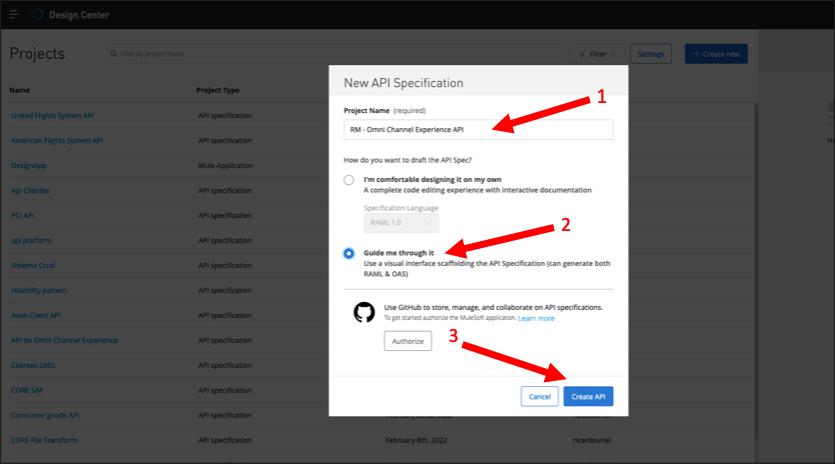 Design Center
Projects
Filter by project name
Filter
Settings
+ Create new
Name
Project Type
United Flights System API
API specification
American Flights System API
API specification
DesignApp
Mule Application
Api Clientes
API specification
PCI API
API specification
api platform
API specification
Sistema Crud
API specification
reliability pattern
API specification
Avon Client API
API specification
API de Omni Channel Experience
API specification
Clientes-2802
API specification
CORE SAP
API specification
Consumer goods API
API specification
CORE File Transform
API specification
February 8th, 2022
ricardouriel
New API Specification
1
Project Name (required)
RM - Omni Channel Experience API
How do you want to draft the API Spec?
I'm comfortable designing it on my own
A complete code editing experience with interactive documentation
Specification Language
RAML 1.0
2
Guide me through it
Use a visual interface scaffolding the API Specification (can generate both
RAML & OAS)
Use GitHub to store, manage, and collaborate on API specifications.
To get started authorize the MuleSoft application. Learn more
Authorize
3
Cancel
Create API